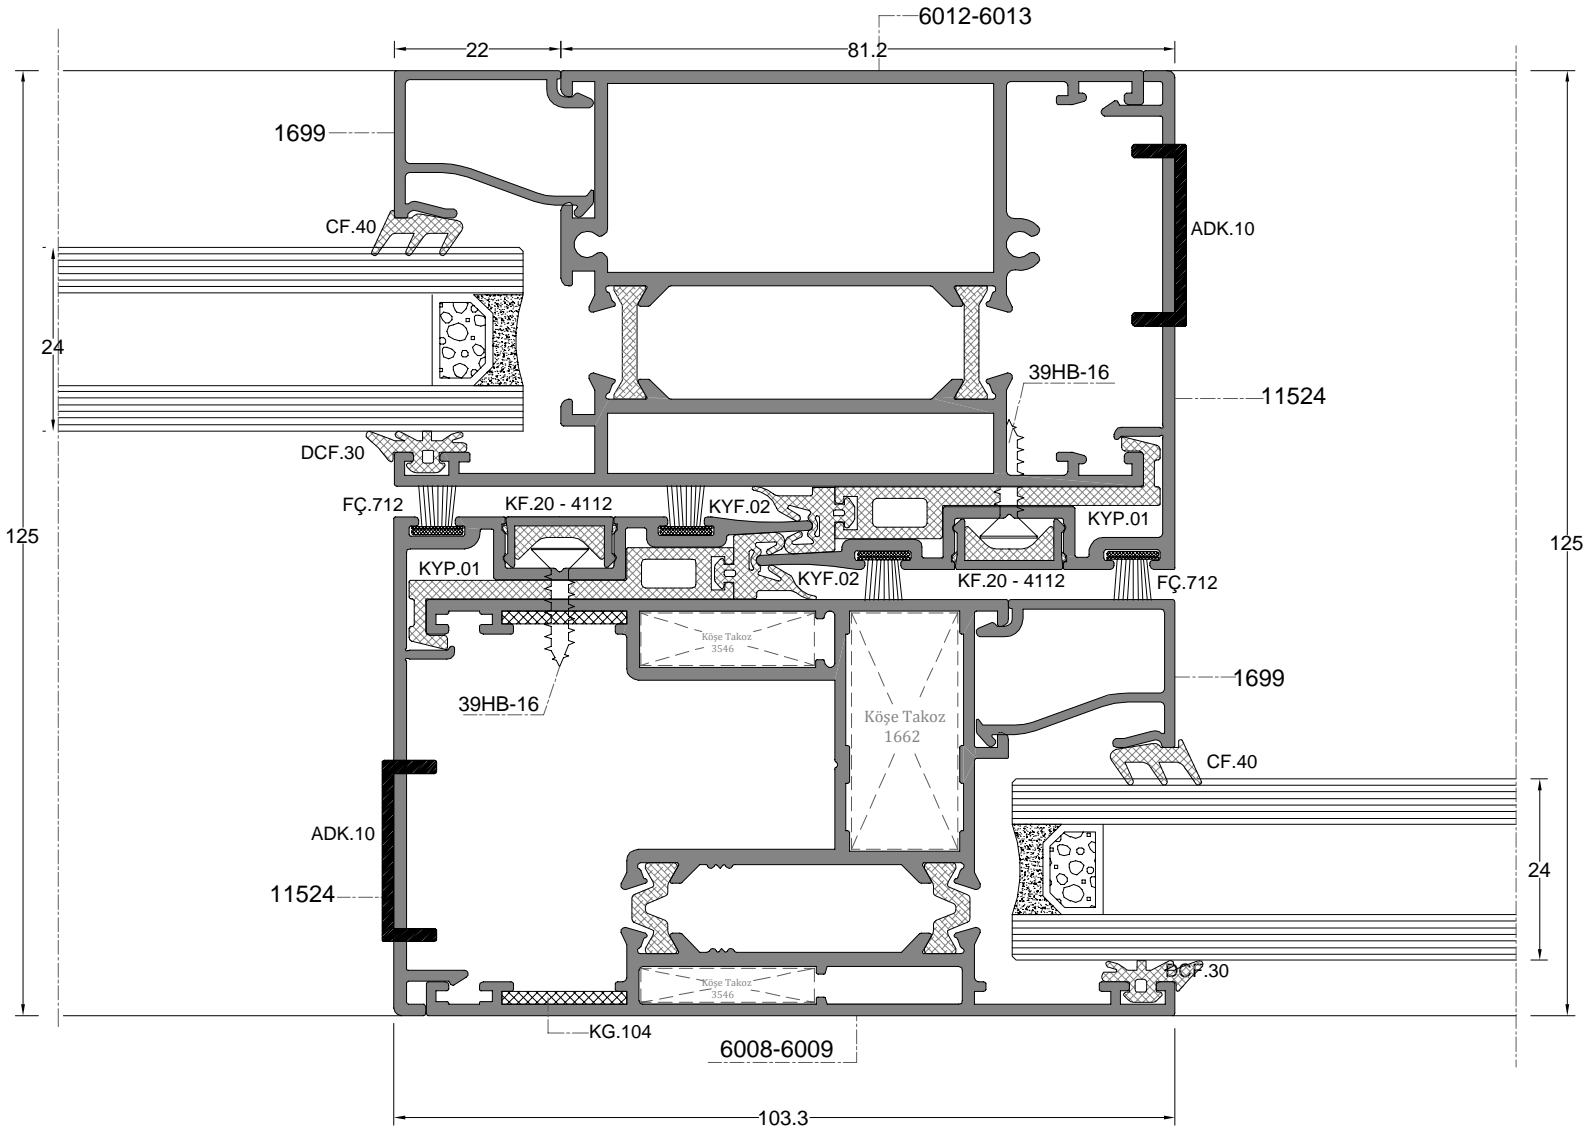 6012-6013
22
81.2
1699
CF.40
ADK.10
24
39HB-16
11524
DCF.30
FÇ.712
KF.20 - 4112
KYF.02
KYP.01
125
125
KYP.01
KYF.02
KF.20 - 4112
FÇ.712
Köşe Takoz
3546
39HB-16
1699
Köşe Takoz
1662
CF.40
ADK.10
24
11524
DCF.30
Köşe Takoz
3546
KG.104
6008-6009
103.3